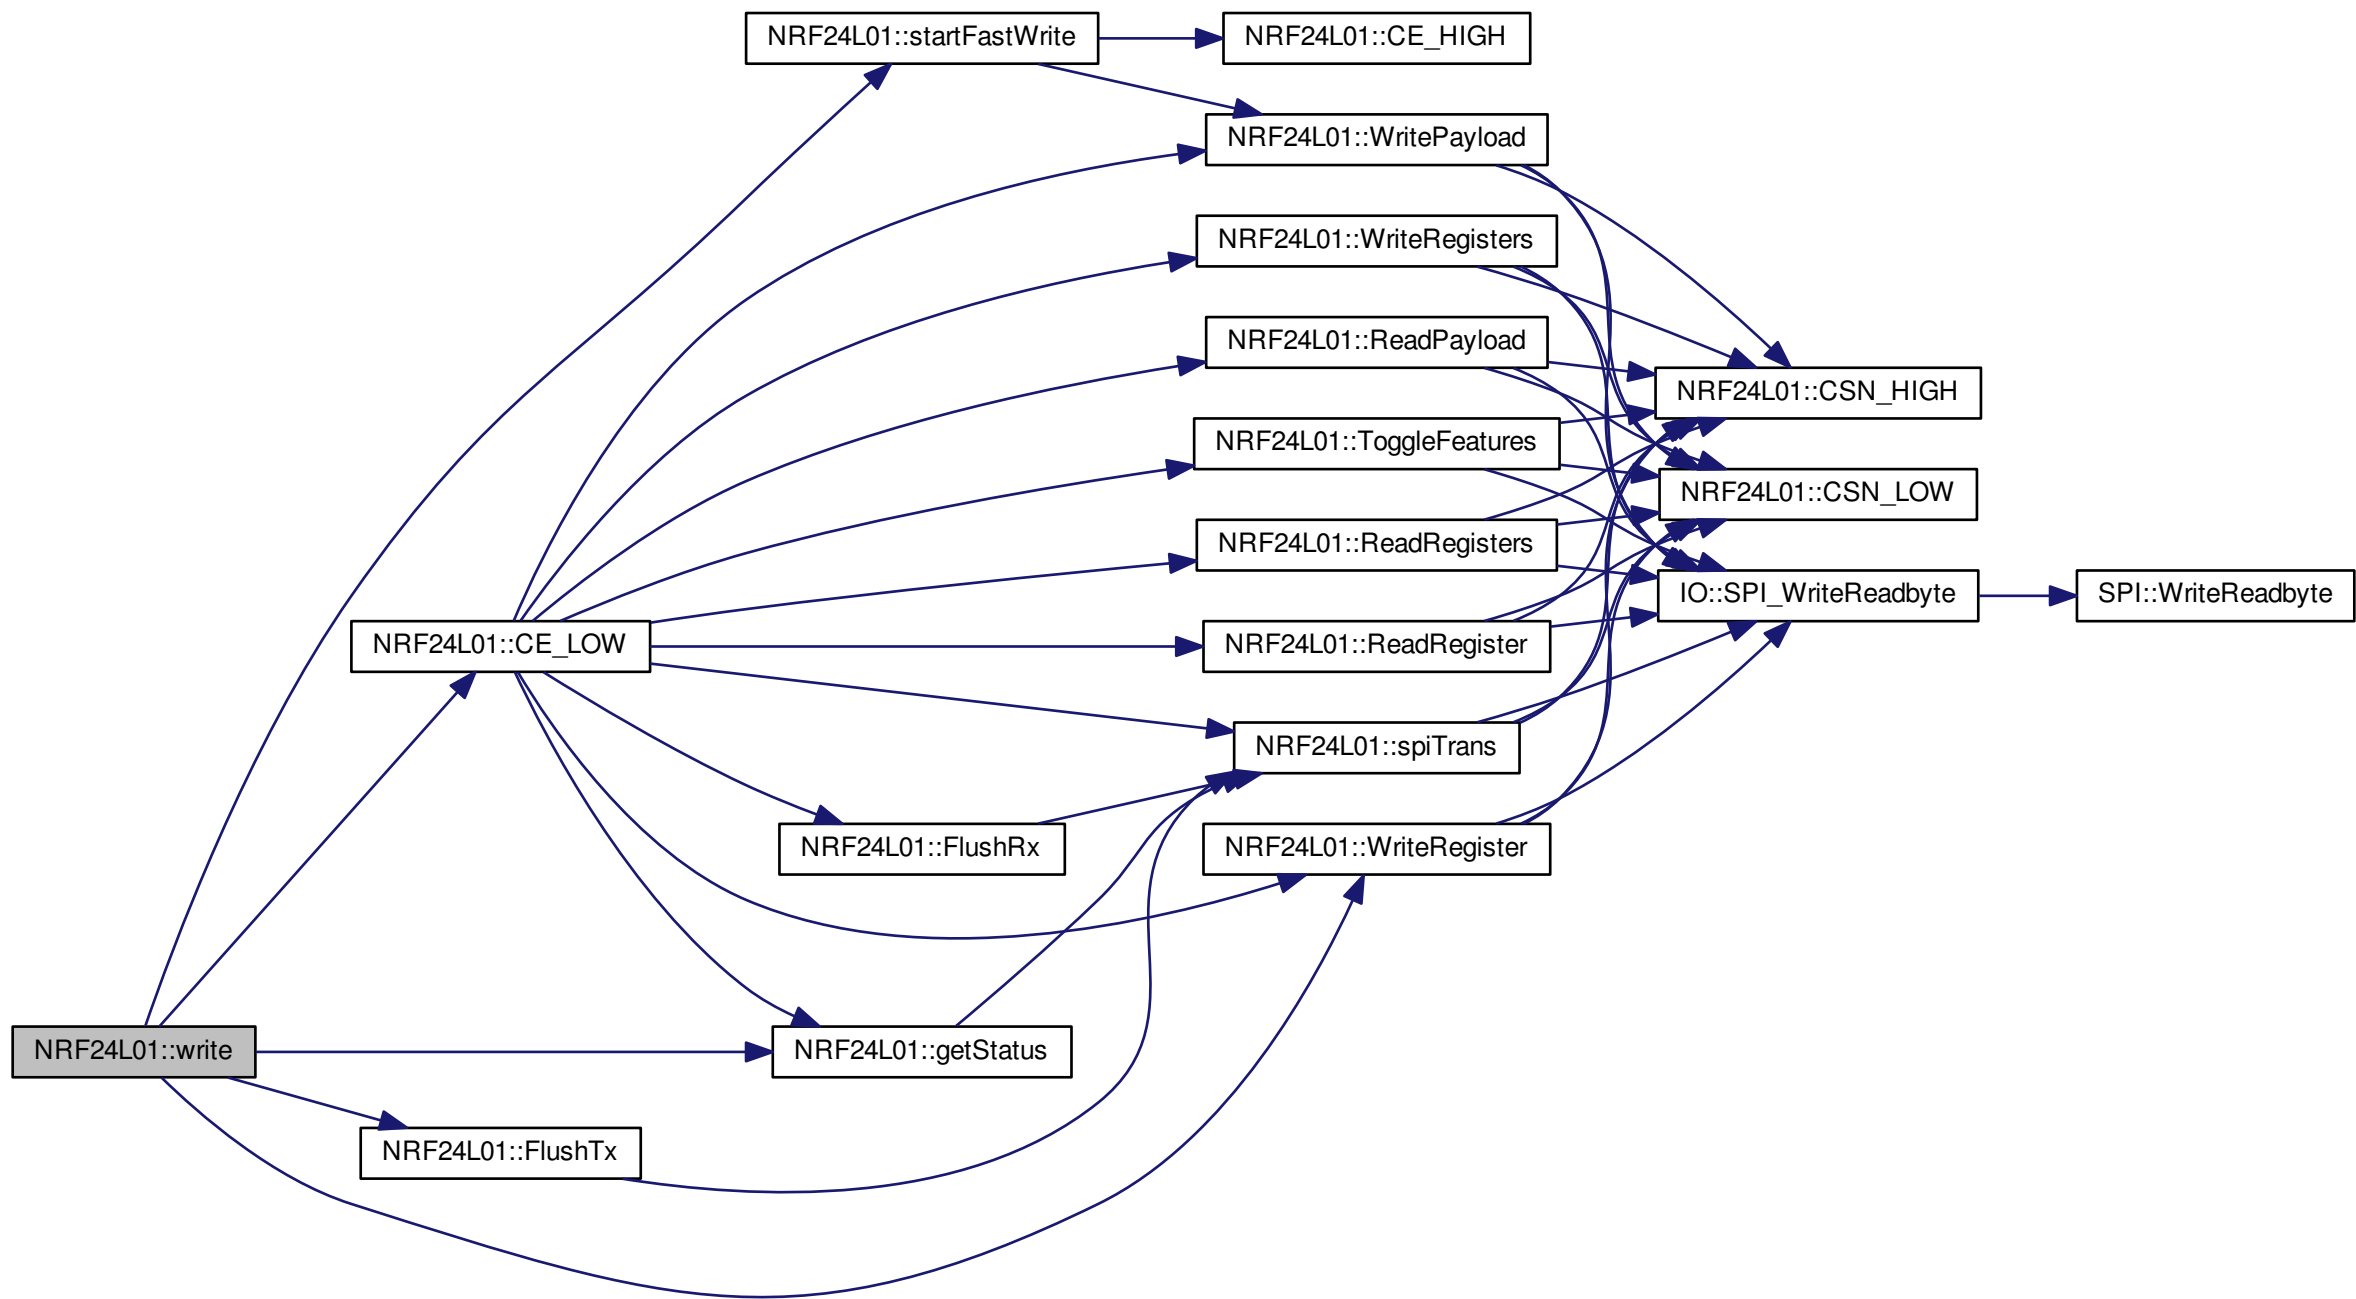 NRF24L01::startFastWrite
NRF24L01::CE_HIGH
NRF24L01::WritePayload
NRF24L01::WriteRegisters
NRF24L01::ReadPayload
NRF24L01::CSN_HIGH
NRF24L01::ToggleFeatures
NRF24L01::CSN_LOW
NRF24L01::ReadRegisters
IO::SPI_WriteReadbyte
SPI::WriteReadbyte
NRF24L01::CE_LOW
NRF24L01::ReadRegister
NRF24L01::spiTrans
NRF24L01::FlushRx
NRF24L01::WriteRegister
NRF24L01::write
NRF24L01::getStatus
NRF24L01::FlushTx